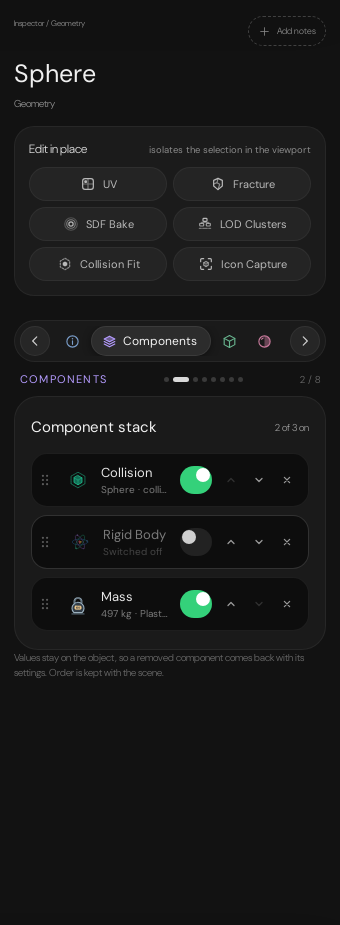 Inspector / Geometry
Add notes
Sphere
Geometry
Edit in place
isolates the selection in the viewport
UV
Fracture
SDF Bake
LOD Clusters
Collision Fit
Icon Capture
Components
COMPONENTS
2 / 8
Component stack
2 of 3 on
Collision
Sphere · colli...
Rigid Body
Switched off
Mass
497 kg · Plast...
Values stay on the object, so a removed component comes back with its
settings. Order is kept with the scene.